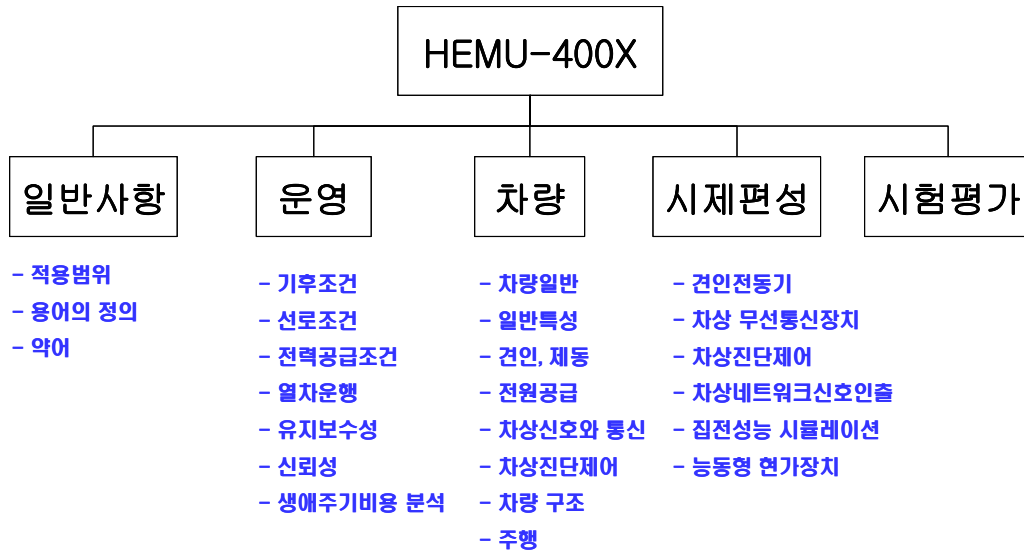 HEMU-400X
일반사항
운영
차량
시제편성
시험평가
- 적용범위
- 용어의 정의
- 약어
- 기후조건
- 선로조건
- 전력공급조건
- 열차운행
- 유지보수성
- 신뢰성
- 생애주기비용 분석
- 차량일반
- 일반특성
- 견인, 제동
- 전원공급
- 차상신호와 통신
- 차상진단제어
- 차량 구조
- 주행
- 견인전동기
- 차상 무선통신장치
- 차상진단제어
- 차상네트워크신호인출
- 집전성능 시뮬레이션
- 능동형 현가장치